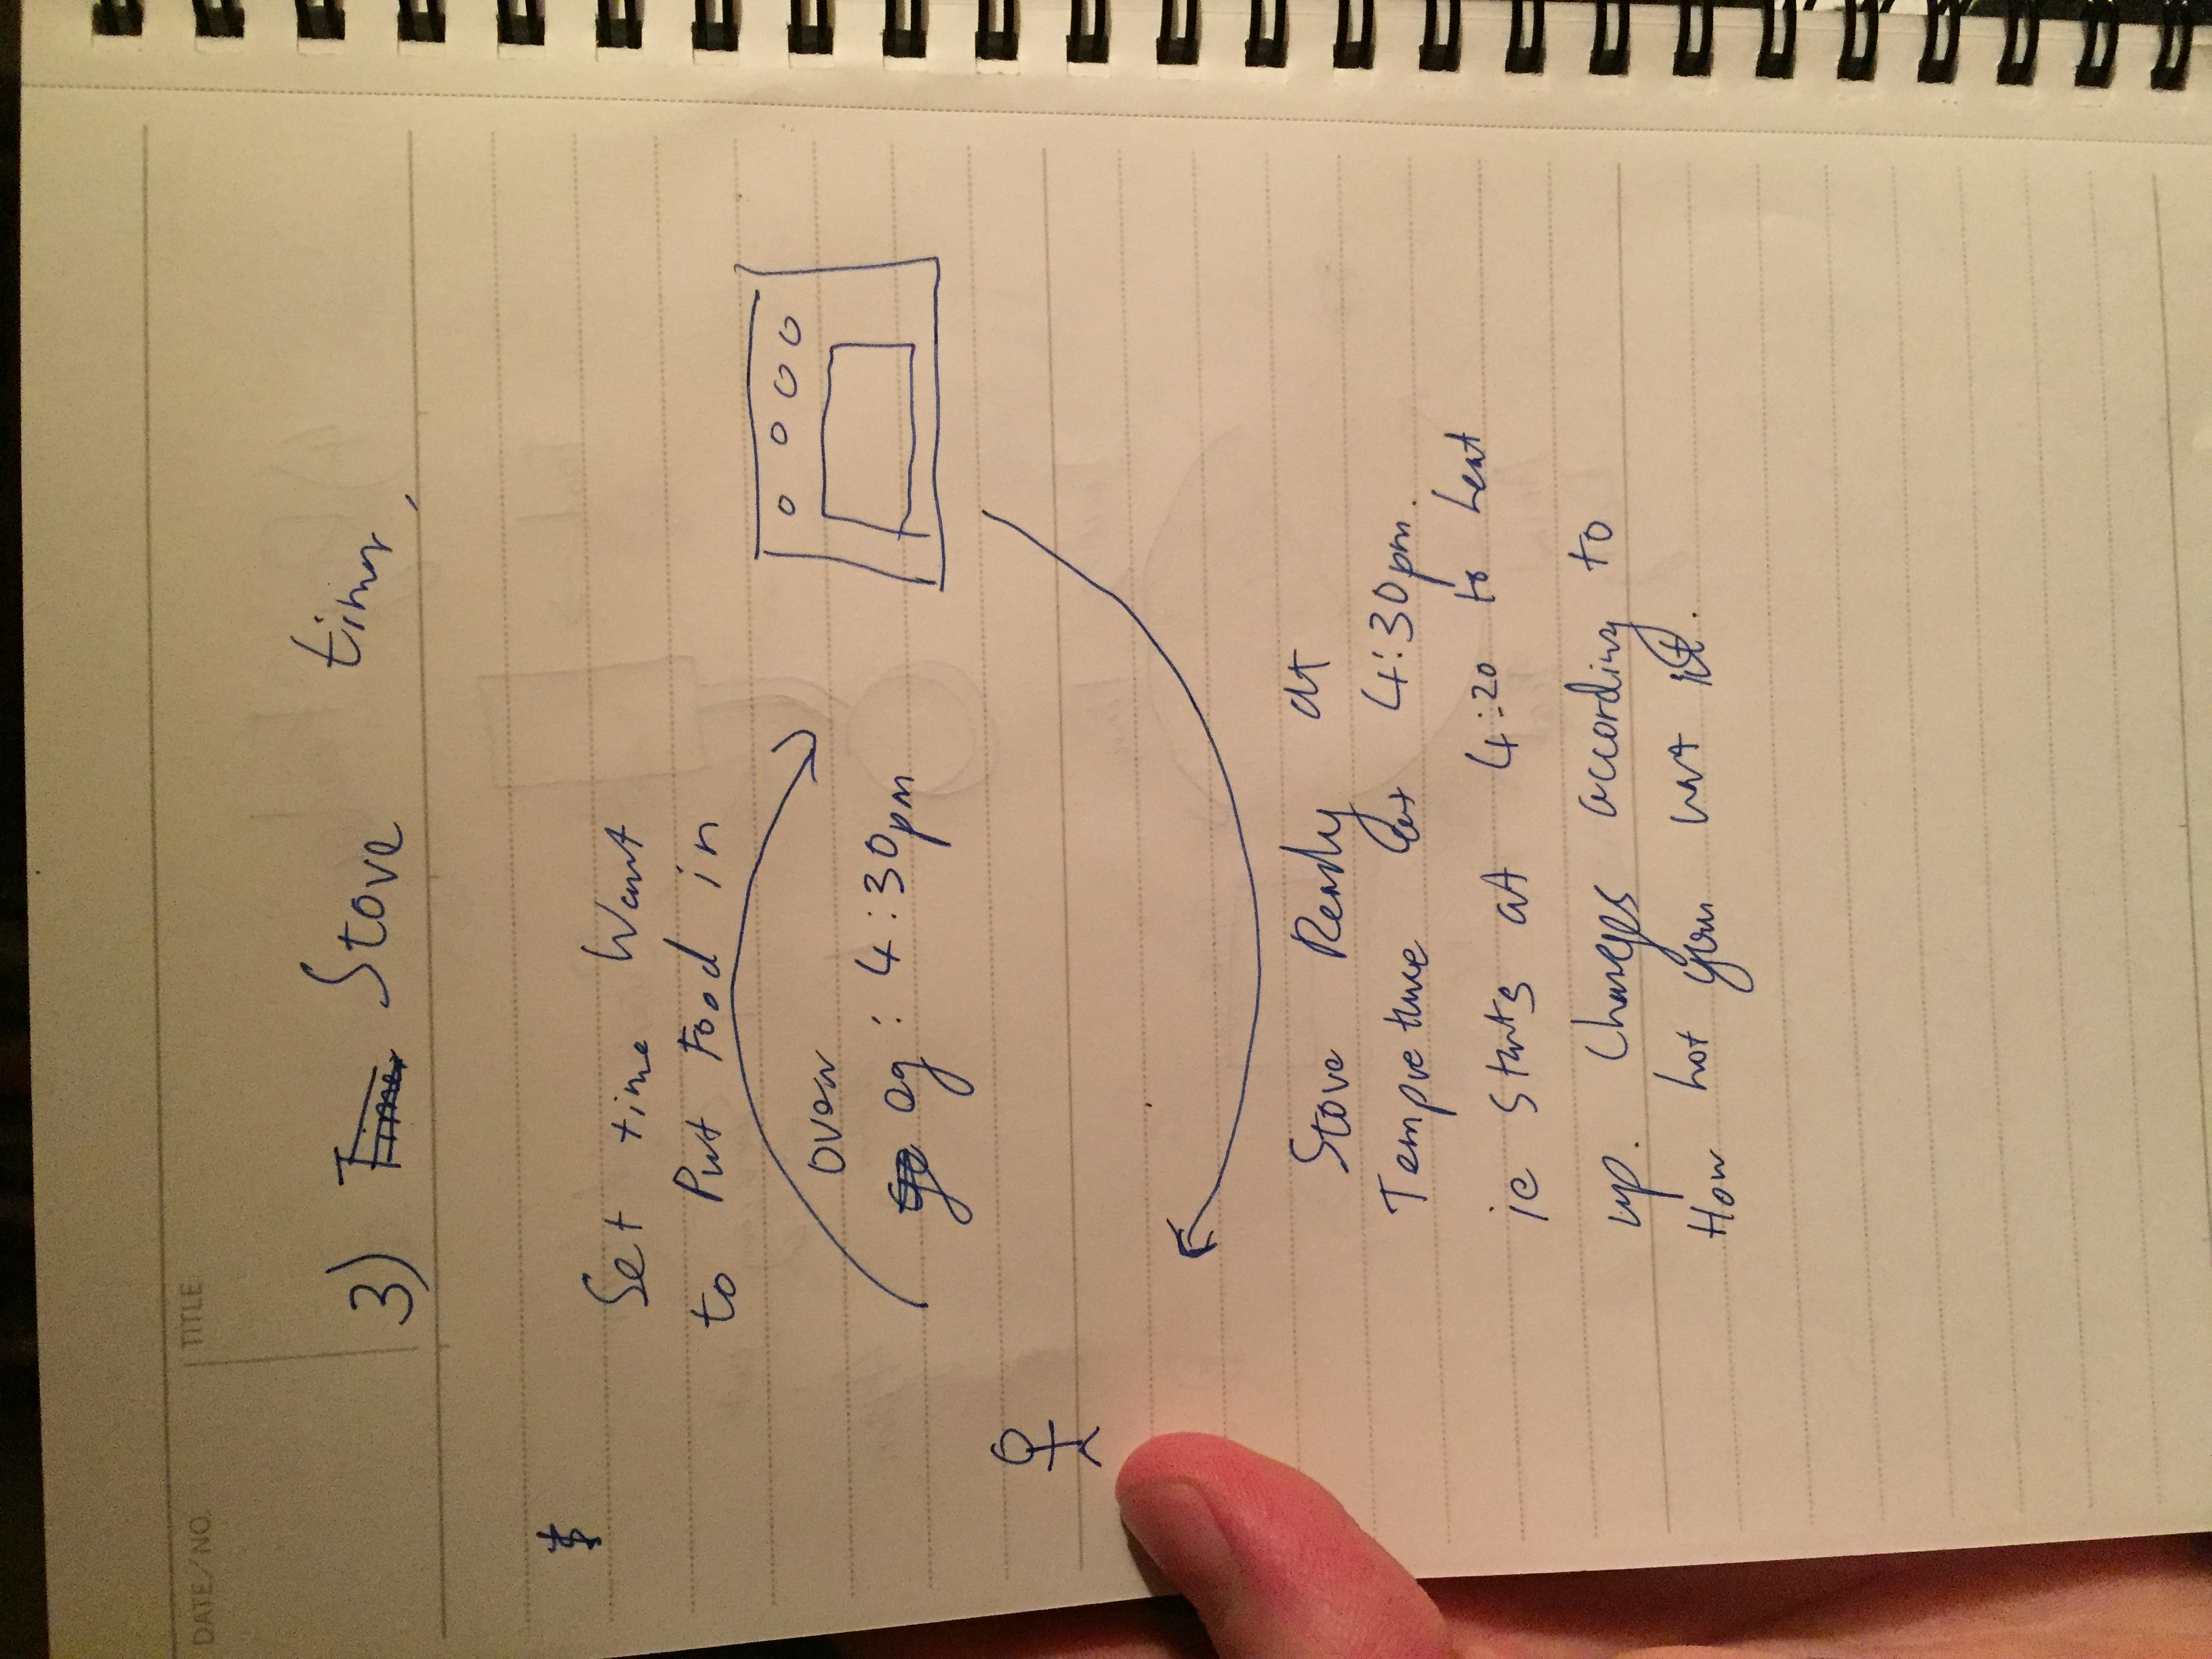 DATE/NO.
TITLE
3) Timer Stove timer,
$
Set time Want
to Put Food in
oven
go eg: 4:30pm
Stove Ready at
Tempreture at 4:30pm.
ie starts at 4:20 to heat
up. Changes according to
How hot you wat it.